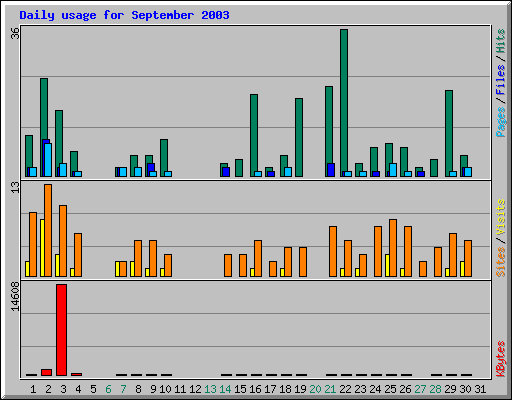 Daily usage for September 2003
36
13
14608
Pages / Files / Hits
Sites / Visits
KBytes
1 2 3 4 5 6 7 8 9 10 11 12 13 14 15 16 17 18 19 20 21 22 23 24 25 26 27 28 29 30 31